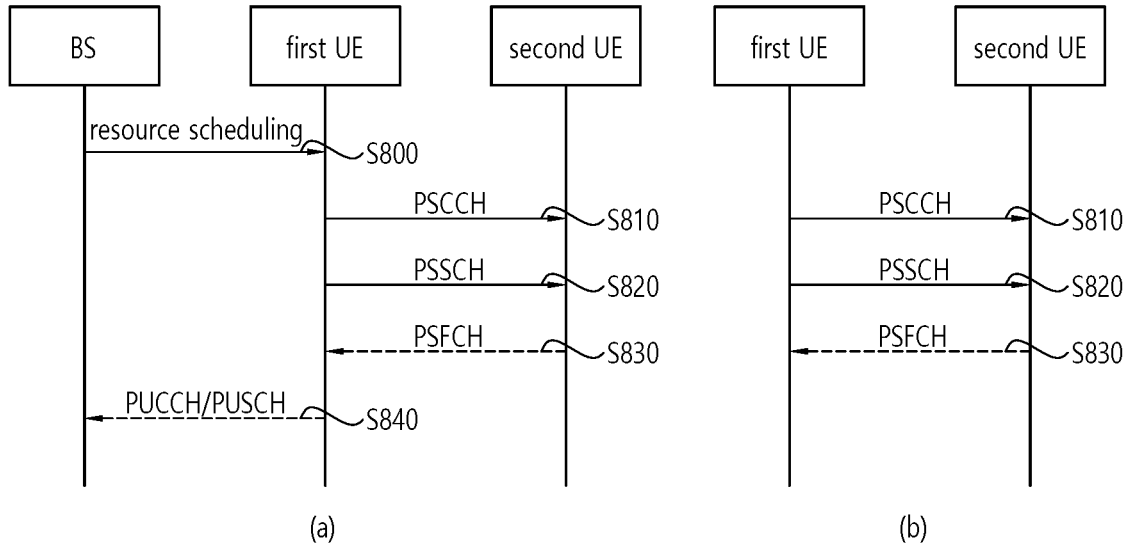 BS
first UE
second UE
resource scheduling
S800
PSCCH
S810
PSSCH
S820
PSFCH
S830
PUCCH/PUSCH
S840
(a)
first UE
second UE
PSCCH
S810
PSSCH
S820
PSFCH
S830
(b)